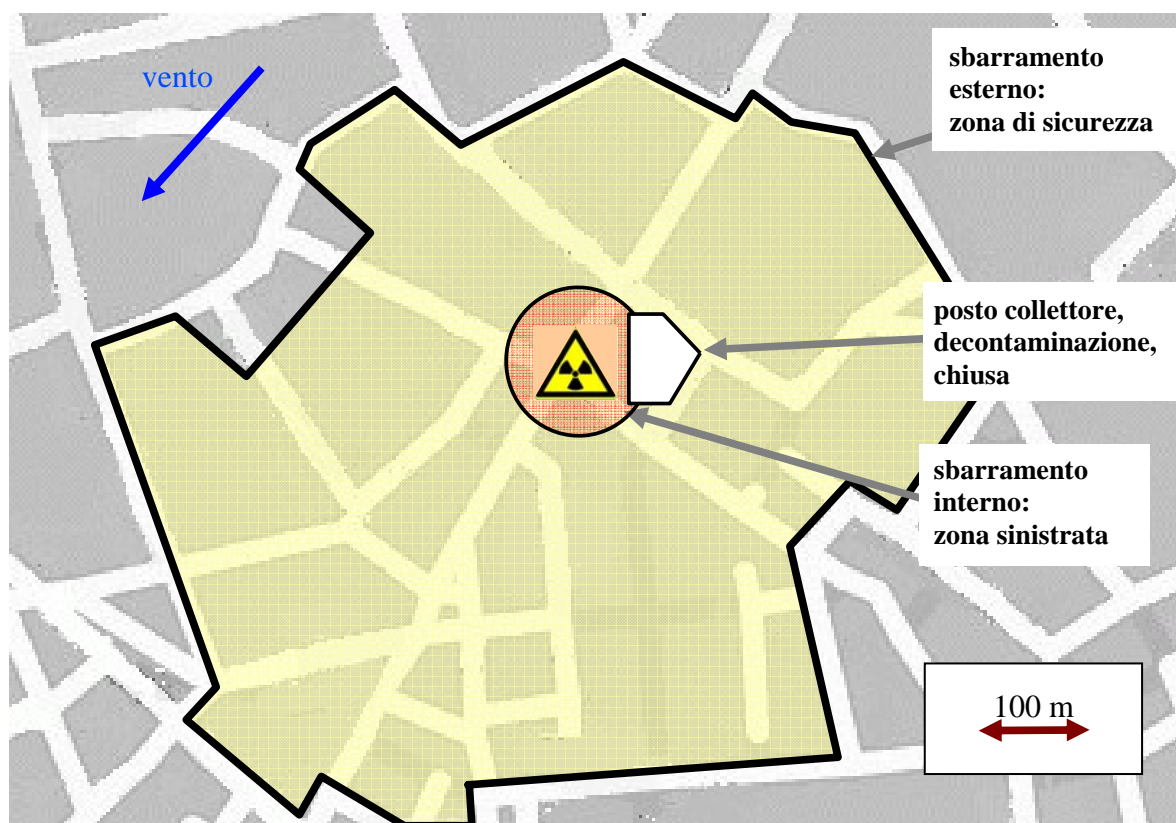 vento
sbarramento
esterno:
zona di sicurezza
posto collettore,
decontaminazione,
chiusa
sbarramento
interno:
zona sinistrata
100 m